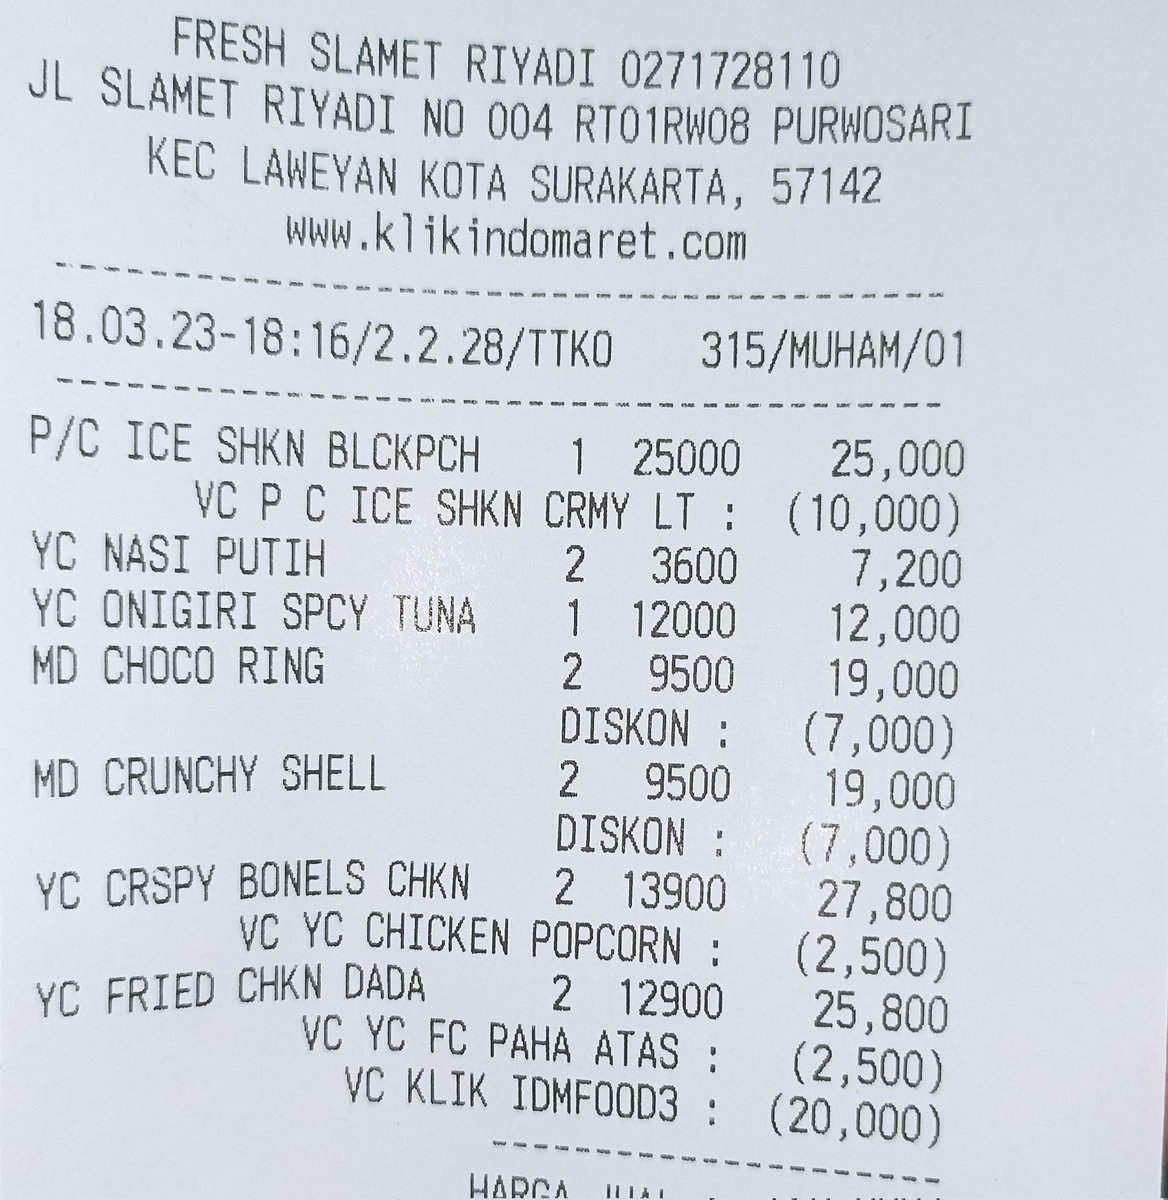 FRESH SLAMET RIYADI 0271728110
JL SLAMET RIYADI NO 004 RT01RW08 PURWOSARI
KEC LAWEYAN KOTA SURAKARTA, 57142
www.klikindomaret.com
18.03.23-18:16/2.2.28/TTKO 315/MUHAM/01
P/C ICE SHKN BLCKPCH 1 25000 25,000
VC P C ICE SHKN CRMY LT : (10,000)
YC NASI PUTIH 2 3600 7,200
YC ONIGIRI SPCY TUNA 1 12000 12,000
MD CHOCO RING 2 9500 19,000
DISKON : (7,000)
MD CRUNCHY SHELL 2 9500 19,000
DISKON : (7,000)
YC CRSPY BONELS CHKN 2 13900 27,800
VC YC CHICKEN POPCORN : (2,500)
YC FRIED CHKN DADA 2 12900 25,800
VC YC FC PAHA ATAS : (2,500)
VC KLIK IDMFOOD3 : (20,000)
HARGA JUAL :